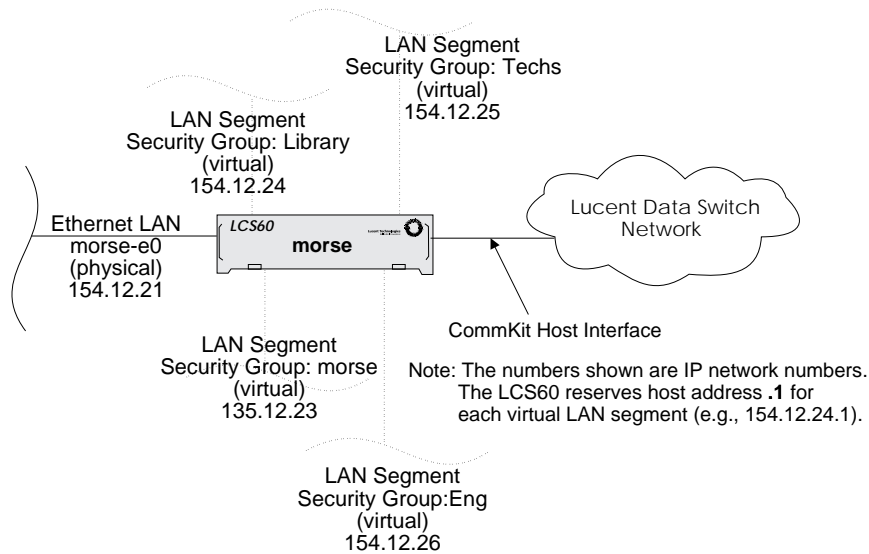 LAN Segment
Security Group: Techs
(virtual)
154.12.25
LAN Segment
Security Group: Library
(virtual)
154.12.24
Ethernet LAN
morse-e0
(physical)
154.12.21
LCS60
morse
Lucent Data Switch
Network
CommKit Host Interface
LAN Segment
Security Group: morse
(virtual)
135.12.23
Note: The numbers shown are IP network numbers.
The LCS60 reserves host address .1 for
each virtual LAN segment (e.g., 154.12.24.1).
LAN Segment
Security Group:Eng
(virtual)
154.12.26